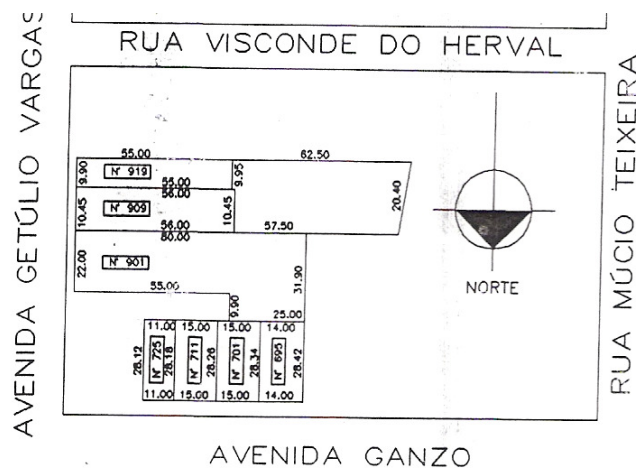 RUA VISCONDE DO HERVAL
AVENIDA GETÚLIO VARGAS
RUA MÚCIO TEIXEIRA
55.00
62.50
9.90
Nº 919
9.95
55.00
56.00
20.40
10.45
Nº 909
10.45
56.00
57.50
80.00
22.00
Nº 901
31.90
55.00
9.90
25.00
NORTE
11.00 15.00 15.00 14.00
28.12
Nº 725
28.18
Nº 711
28.26
Nº 701
28.34
Nº 695
28.42
11.00 15.00 15.00 14.00
AVENIDA GANZO